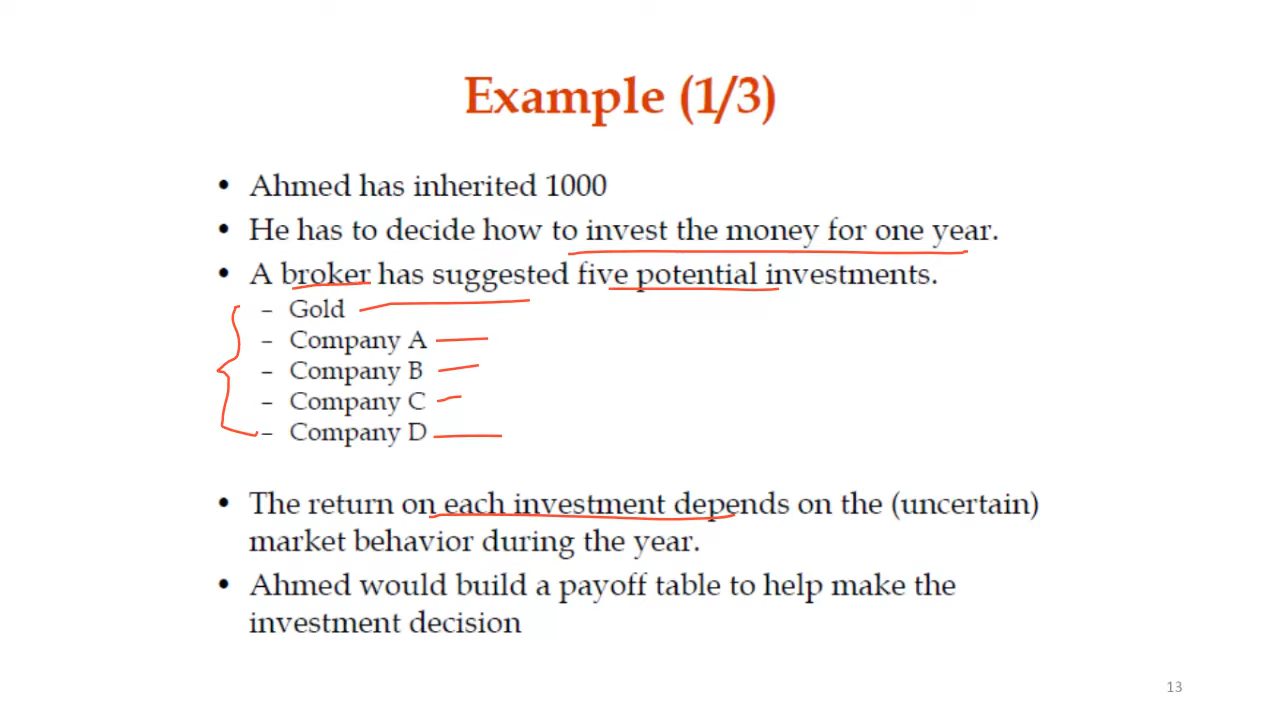 Example (1/3)
• Ahmed has inherited 1000
• He has to decide how to invest the money for one year.
• A broker has suggested five potential investments.
– Gold
– Company A
– Company B
– Company C
– Company D
• The return on each investment depends on the (uncertain)
market behavior during the year.
• Ahmed would build a payoff table to help make the
investment decision
13